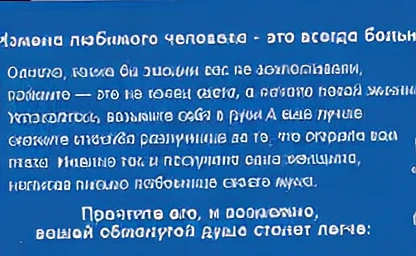 Измена любимого человека - это всегда больн
Однако, какие бы эмоции вас не захлестывали,
поймите — это не конец света, а начало новой жизни
Успокойтесь, возьмите себя в руки А еще лучше
скажите спасибо разлучнице за то, что открыла вам
глаза Именно так и поступила одна женщина,
написав письмо любовнице своего мужа.
Прочтите его, и возможно,
вашей обманутой душе станет легче: